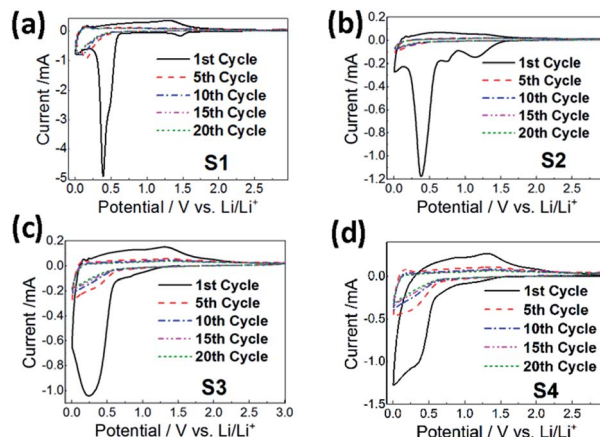 (a)
Current /mA
1
0
-1
-2
-3
-4
-5
1st Cycle
5th Cycle
10th Cycle
15th Cycle
20th Cycle
S1
0.0 0.5 1.0 1.5 2.0 2.5
Potential / V vs. Li/Li⁺
(b)
Current /mA
0.2
0.0
-0.2
-0.4
-0.6
-0.8
-1.0
-1.2
1st Cycle
5th Cycle
10th Cycle
15th Cycle
20th Cycle
S2
0.0 0.5 1.0 1.5 2.0 2.5
Potential / V vs. Li/Li⁺
(c)
Current /mA
0.2
0.0
-0.2
-0.4
-0.6
-0.8
-1.0
1st Cycle
5th Cycle
10th Cycle
15th Cycle
20th Cycle
S3
0.0 0.5 1.0 1.5 2.0 2.5 3.0
Potential / V vs. Li/Li⁺
(d)
Current /mA
0.5
0.0
-0.5
-1.0
-1.5
1st Cycle
5th Cycle
10th Cycle
15th Cycle
20th Cycle
S4
0.0 0.5 1.0 1.5 2.0 2.5
Potential / V vs. Li/Li⁺